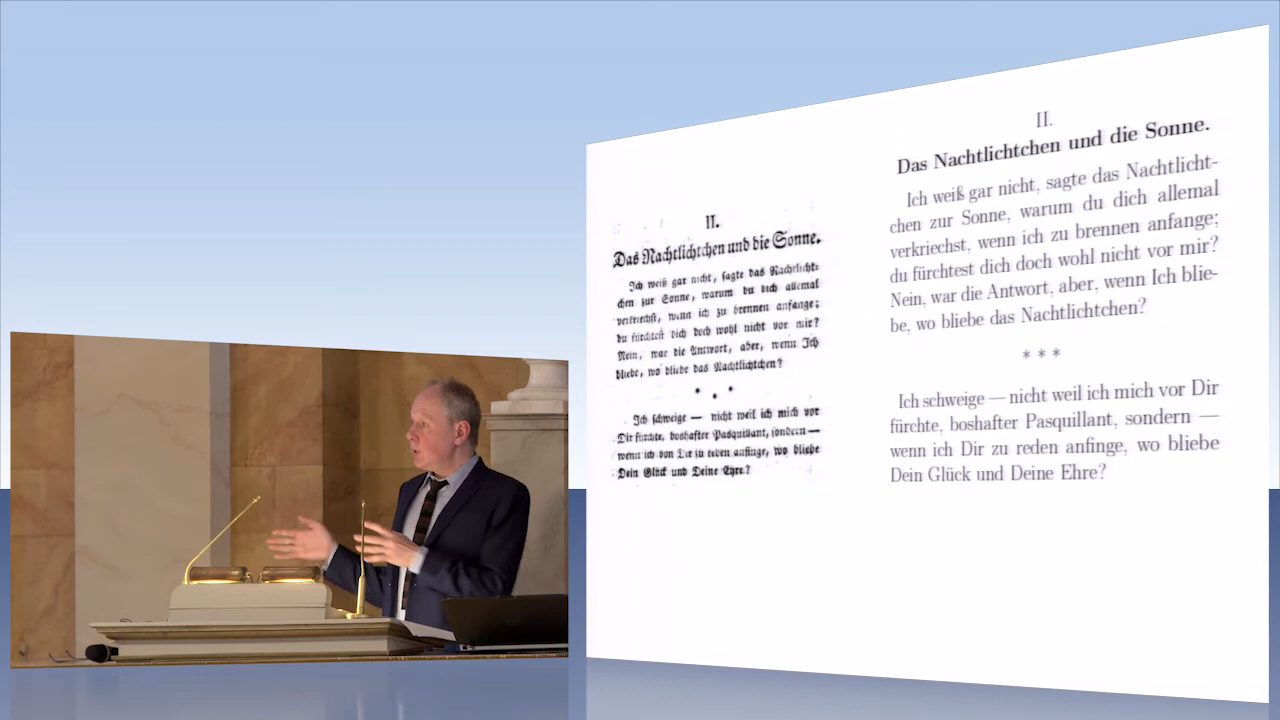 II.
Das Nachtlichtchen und die Sonne.
Ich weiß gar nicht, sagte das Nachtlicht-
chen zur Sonne, warum du dich allemal
verkriechst, wenn ich zu brennen anfange;
du fürchtest dich doch wohl nicht vor mir?
Nein, war die Antwort, aber, wenn Ich
bliebe, wo bliebe das Nachtlichtchen?
* * *
Ich schweige — nicht weil ich mich vor
Dir fürchte, boshafter Pasquillant, sondern —
wenn ich von Dir zu reden anfinge, wo bliebe
Dein Glück und Deine Ehre?
II.
Das Nachtlichtchen und die Sonne.
Ich weiß gar nicht, sagte das Nachtlicht-
chen zur Sonne, warum du dich allemal
verkriechst, wenn ich zu brennen anfange;
du fürchtest dich doch wohl nicht vor mir?
Nein, war die Antwort, aber, wenn Ich blie-
be, wo bliebe das Nachtlichtchen?
* * *
Ich schweige — nicht weil ich mich vor Dir
fürchte, boshafter Pasquillant, sondern —
wenn ich Dir zu reden anfinge, wo bliebe
Dein Glück und Deine Ehre?